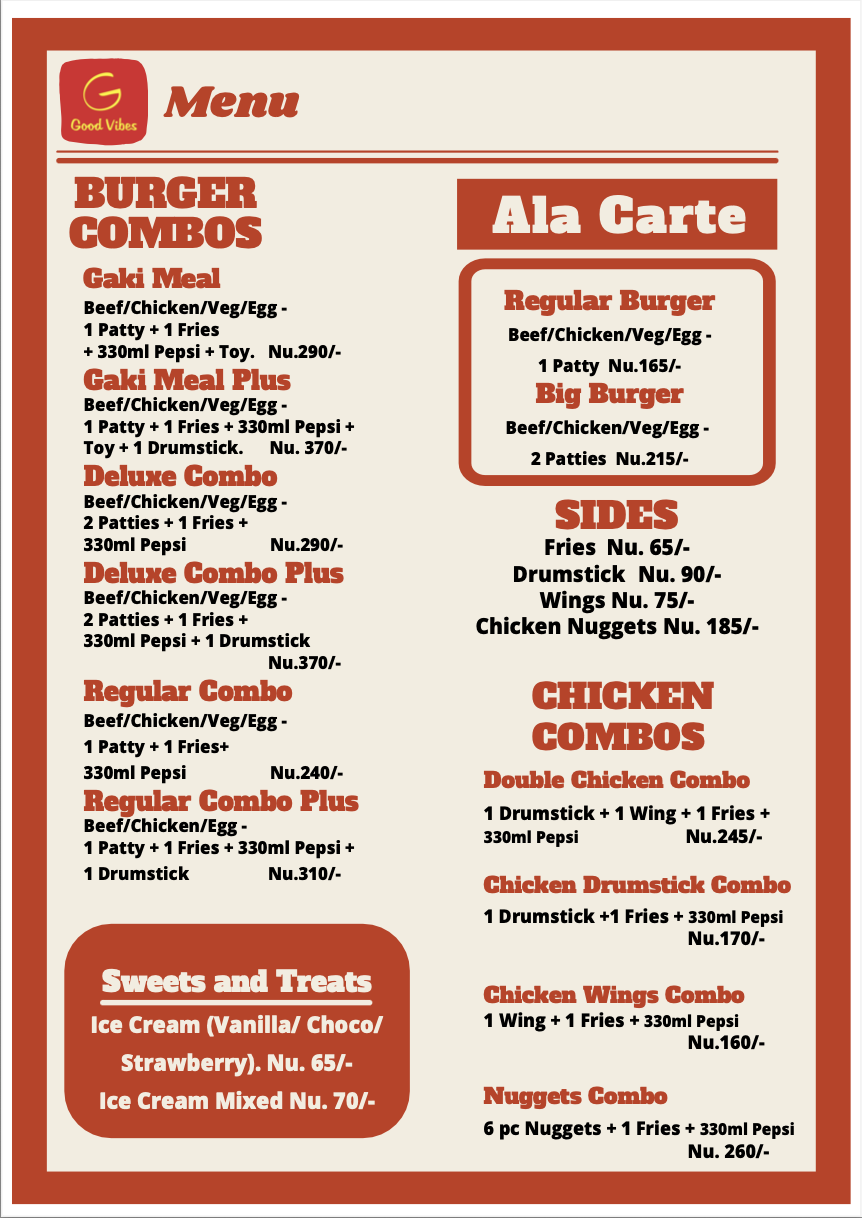 G
Good Vibes
Menu
BURGER
COMBOS
Gaki Meal
Beef/Chicken/Veg/Egg -
1 Patty + 1 Fries
+ 330ml Pepsi + Toy. Nu.290/-
Gaki Meal Plus
Beef/Chicken/Veg/Egg -
1 Patty + 1 Fries + 330ml Pepsi +
Toy + 1 Drumstick. Nu. 370/-
Deluxe Combo
Beef/Chicken/Veg/Egg -
2 Patties + 1 Fries +
330ml Pepsi Nu.290/-
Deluxe Combo Plus
Beef/Chicken/Veg/Egg -
2 Patties + 1 Fries +
330ml Pepsi + 1 Drumstick
Nu.370/-
Regular Combo
Beef/Chicken/Veg/Egg -
1 Patty + 1 Fries+
330ml Pepsi Nu.240/-
Regular Combo Plus
Beef/Chicken/Egg -
1 Patty + 1 Fries + 330ml Pepsi +
1 Drumstick Nu.310/-
Sweets and Treats
Ice Cream (Vanilla/ Choco/
Strawberry). Nu. 65/-
Ice Cream Mixed Nu. 70/-
Ala Carte
Regular Burger
Beef/Chicken/Veg/Egg -
1 Patty Nu.165/-
Big Burger
Beef/Chicken/Veg/Egg -
2 Patties Nu.215/-
SIDES
Fries Nu. 65/-
Drumstick Nu. 90/-
Wings Nu. 75/-
Chicken Nuggets Nu. 185/-
CHICKEN
COMBOS
Double Chicken Combo
1 Drumstick + 1 Wing + 1 Fries +
330ml Pepsi Nu.245/-
Chicken Drumstick Combo
1 Drumstick +1 Fries + 330ml Pepsi
Nu.170/-
Chicken Wings Combo
1 Wing + 1 Fries + 330ml Pepsi
Nu.160/-
Nuggets Combo
6 pc Nuggets + 1 Fries + 330ml Pepsi
Nu. 260/-